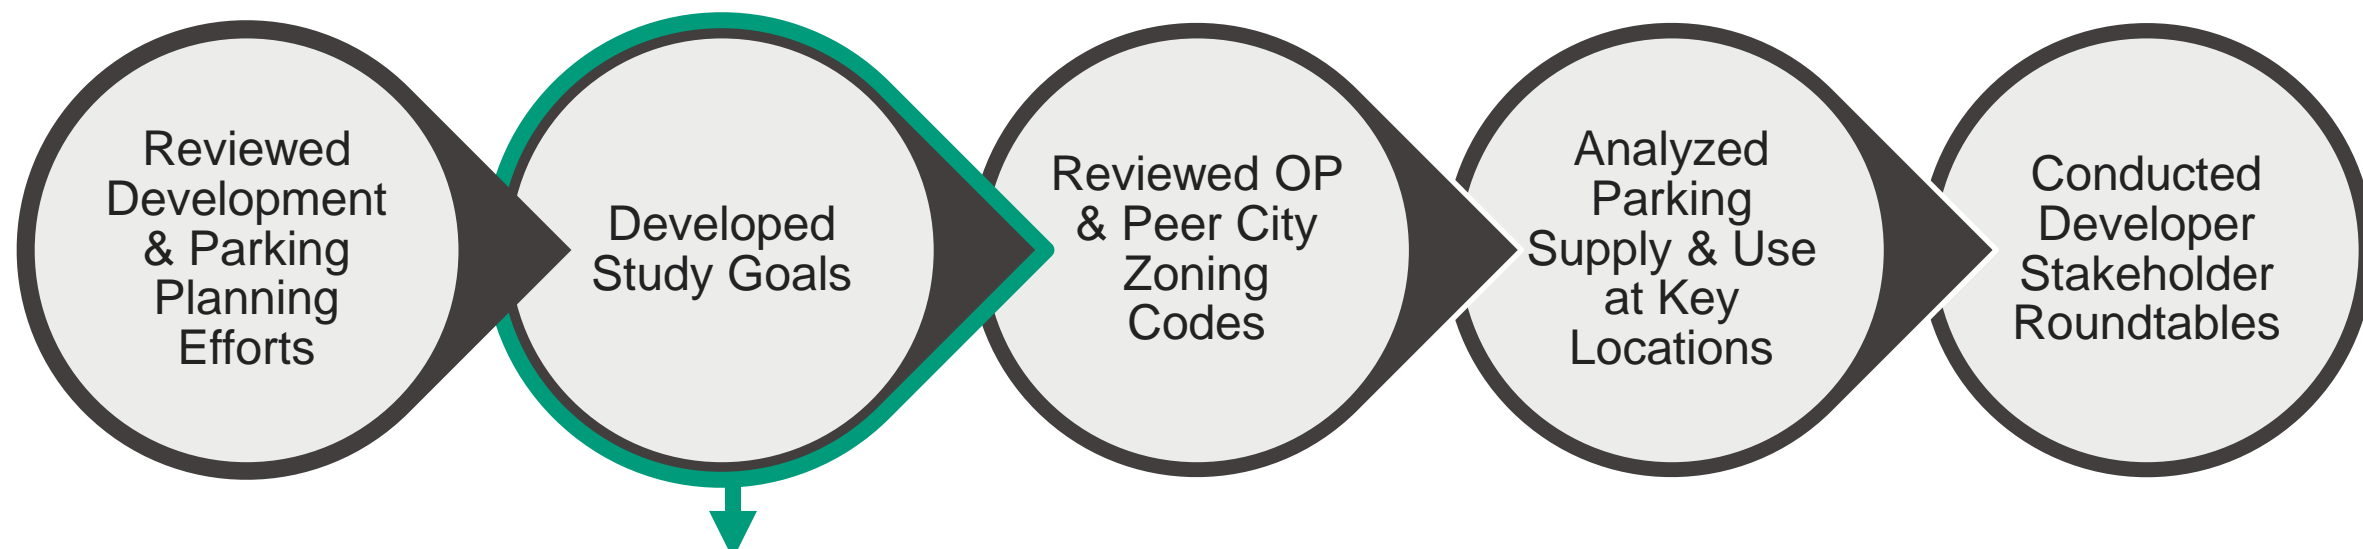 Reviewed
Development
& Parking
Planning
Efforts
Developed
Study Goals
Reviewed OP
& Peer City
Zoning
Codes
Analyzed
Parking
Supply & Use
at Key
Locations
Conducted
Developer
Stakeholder
Roundtables